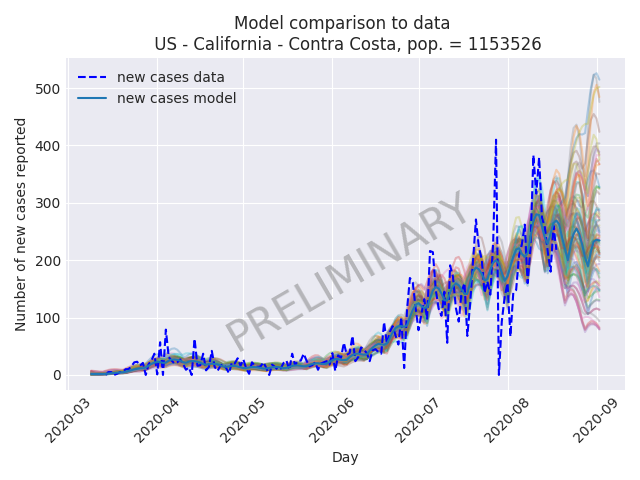 Model comparison to data
US - California - Contra Costa, pop. = 1153526
new cases data
new cases model
Number of new cases reported
500
400
300
200
100
0
PRELIMINARY
2020-03
2020-04
2020-05
2020-06
2020-07
2020-08
2020-09
Day